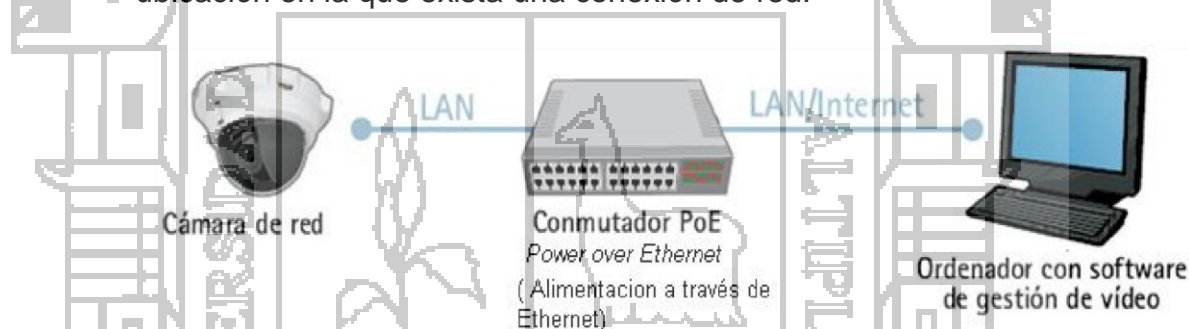 ubicación en la que exista una conexión de red.
LAN
LAN/Internet
Cámara de red
Conmutador PoE
Power over Ethernet
( Alimentacion a través de
Ethernet)
Ordenador con software
de gestión de vídeo